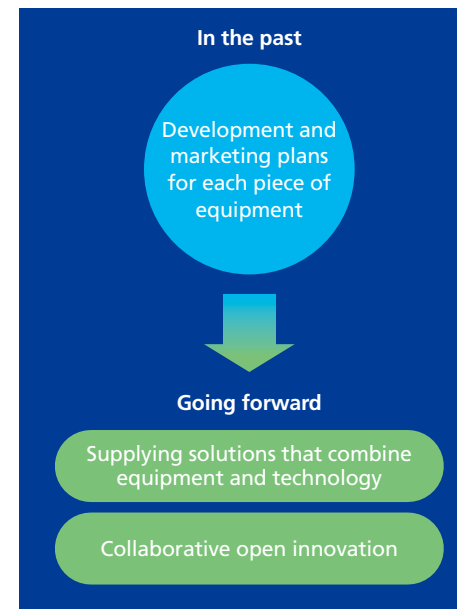 In the past
Development and
marketing plans
for each piece of
equipment
Going forward
Supplying solutions that combine
equipment and technology
Collaborative open innovation